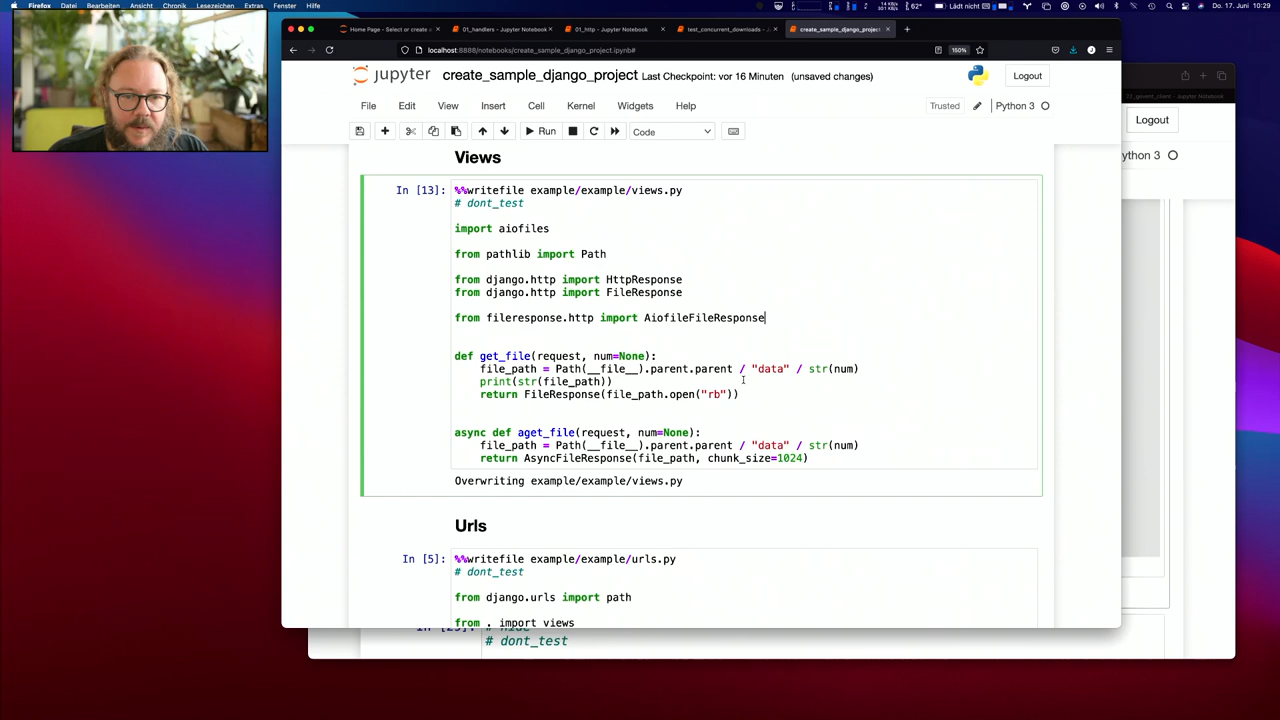 Firefox Datei Bearbeiten Ansicht Chronik Lesezeichen Extras Fenster Hilfe
Lädt nicht
Do. 17. Juni 10:29
Home Page - Select or create a
01_handlers - Jupyter Notebook
01_http - Jupyter Notebook
test_concurrent_downloads - J
create_sample_django_project
localhost:8888/notebooks/create_sample_django_project.ipynb#
150%
jupyter create_sample_django_project Last Checkpoint: vor 16 Minuten (unsaved changes)
Logout
File Edit View Insert Cell Kernel Widgets Help
Trusted
Python 3
Run
Code
Logout
ython 3
Views
In [13]: %%writefile example/example/views.py
# dont_test
import aiofiles
from pathlib import Path
from django.http import HttpResponse
from django.http import FileResponse
from fileresponse.http import AiofileFileResponse
def get_file(request, num=None):
file_path = Path(__file__).parent.parent / "data" / str(num)
print(str(file_path))
return FileResponse(file_path.open("rb"))
async def aget_file(request, num=None):
file_path = Path(__file__).parent.parent / "data" / str(num)
return AsyncFileResponse(file_path, chunk_size=1024)
Overwriting example/example/views.py
Urls
In [5]: %%writefile example/example/urls.py
# dont_test
from django.urls import path
from . import views
# dont_test